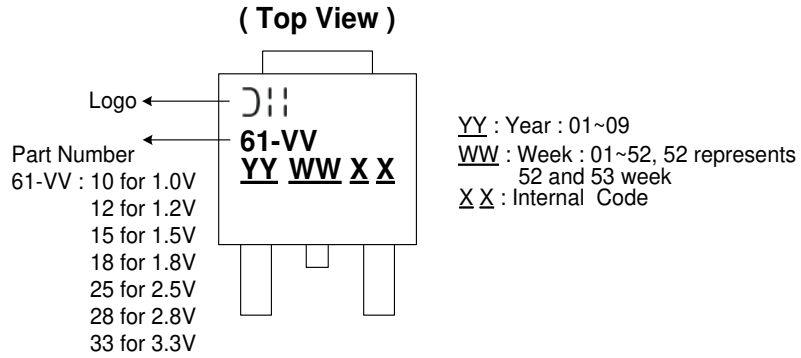 ( Top View )
Logo
61-VV
YY WW X X
Part Number
61-VV : 10 for 1.0V
12 for 1.2V
15 for 1.5V
18 for 1.8V
25 for 2.5V
28 for 2.8V
33 for 3.3V
YY : Year : 01~09
WW : Week : 01~52, 52 represents
52 and 53 week
X X : Internal Code